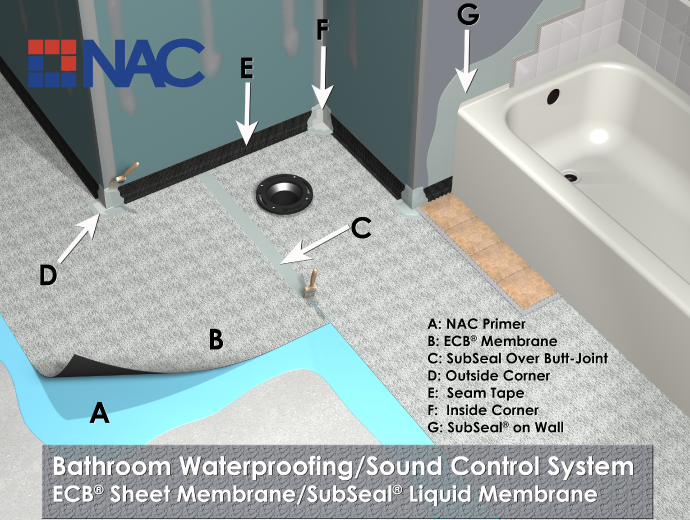 NAC
G
F
E
C
D
B
A
A: NAC Primer
B: ECB® Membrane
C: SubSeal Over Butt-Joint
D: Outside Corner
E: Seam Tape
F: Inside Corner
G: SubSeal® on Wall
Bathroom Waterproofing/Sound Control System
ECB® Sheet Membrane/SubSeal® Liquid Membrane